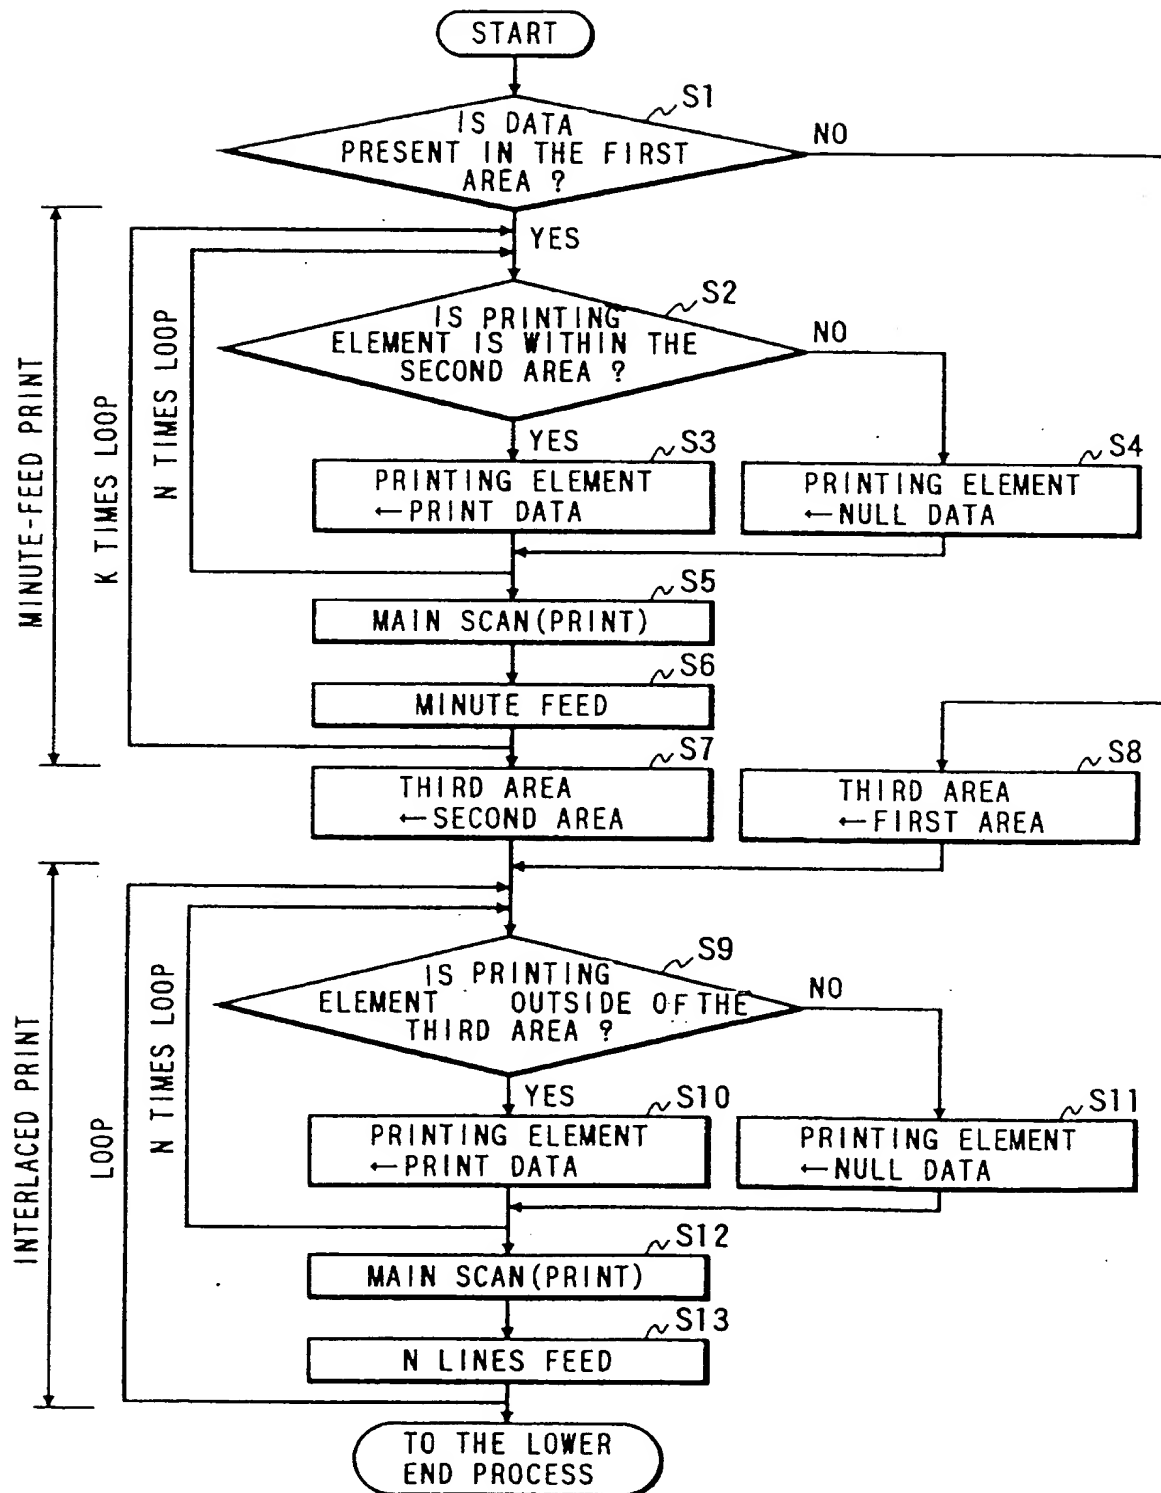 START
S1
IS DATA
PRESENT IN THE FIRST
AREA ?
NO
YES
S2
IS PRINTING
ELEMENT IS WITHIN THE
SECOND AREA ?
NO
YES
S3
PRINTING ELEMENT
←PRINT DATA
S4
PRINTING ELEMENT
←NULL DATA
S5
MAIN SCAN(PRINT)
S6
MINUTE FEED
MINUTE-FEED PRINT
K TIMES LOOP
N TIMES LOOP
S7
THIRD AREA
←SECOND AREA
S8
THIRD AREA
←FIRST AREA
S9
IS PRINTING
ELEMENT OUTSIDE OF THE
THIRD AREA ?
NO
YES
S10
PRINTING ELEMENT
←PRINT DATA
S11
PRINTING ELEMENT
←NULL DATA
S12
MAIN SCAN(PRINT)
S13
N LINES FEED
INTERLACED PRINT
LOOP
N TIMES LOOP
TO THE LOWER
END PROCESS